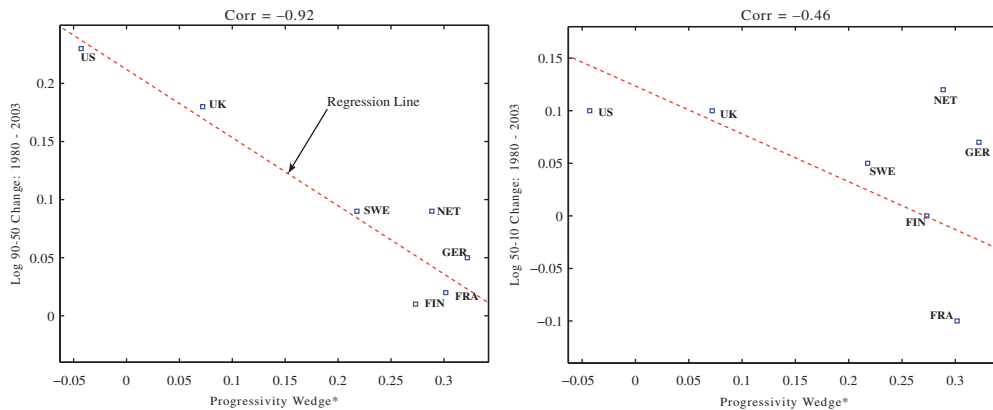 Corr = −0.92
Log 90-50 Change: 1980 - 2003
0.2
0.15
0.1
0.05
0
US
UK
Regression Line
SWE
NET
GER
FIN
FRA
−0.05 0 0.05 0.1 0.15 0.2 0.25 0.3
Progressivity Wedge*
Corr = −0.46
Log 50-10 Change: 1980 - 2003
0.15
0.1
0.05
0
−0.05
−0.1
US
UK
NET
GER
SWE
FIN
FRA
−0.05 0 0.05 0.1 0.15 0.2 0.25 0.3
Progressivity Wedge*